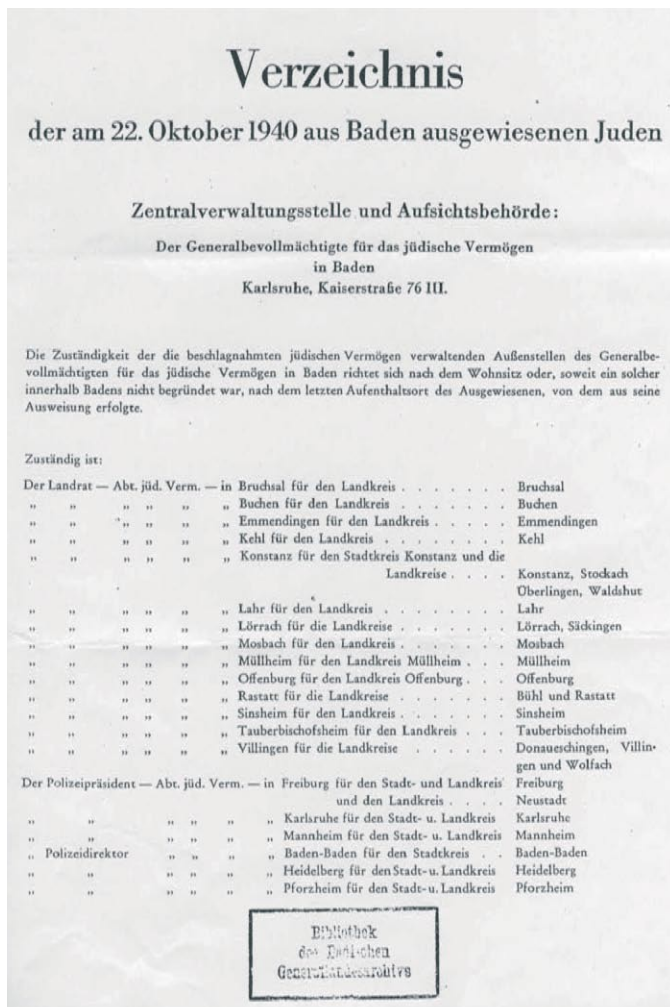 Verzeichnis
der am 22. Oktober 1940 aus Baden ausgewiesenen Juden
Zentralverwaltungsstelle und Aufsichtsbehörde:
Der Generalbevollmächtigte für das jüdische Vermögen
in Baden
Karlsruhe, Kaiserstraße 76 III.
Die Zuständigkeit der die beschlagnahmten jüdischen Vermögen verwaltenden Außenstellen des Generalbe-
vollmächtigten für das jüdische Vermögen in Baden richtet sich nach dem Wohnsitz oder, soweit ein solcher
innerhalb Badens nicht begründet war, nach dem letzten Aufenthaltsort des Ausgewiesenen, von dem aus seine
Ausweisung erfolgte.
Zuständig ist:
Der Landrat — Abt. jüd. Verm. — in Bruchsal für den Landkreis . . . . . . . Bruchsal
„ „ „ „ „ „ Buchen für den Landkreis . . . . . . . Buchen
„ „ „ „ „ „ Emmendingen für den Landkreis . . . . . Emmendingen
„ „ „ „ „ „ Kehl für den Landkreis . . . . . . . . Kehl
„ „ „ „ „ „ Konstanz für den Stadtkreis Konstanz und die
Landkreise . . . . Konstanz, Stockach
Überlingen, Waldshut
„ „ „ „ „ „ Lahr für den Landkreis . . . . . . . . Lahr
„ „ „ „ „ „ Lörrach für die Landkreise . . . . . . . Lörrach, Säckingen
„ „ „ „ „ „ Mosbach für den Landkreis . . . . . . . Mosbach
„ „ „ „ „ „ Müllheim für den Landkreis Müllheim . . . Müllheim
„ „ „ „ „ „ Offenburg für den Landkreis Offenburg . . . Offenburg
„ „ „ „ „ „ Rastatt für die Landkreise . . . . . . . Bühl und Rastatt
„ „ „ „ „ „ Sinsheim für den Landkreis . . . . . . . Sinsheim
„ „ „ „ „ „ Tauberbischofsheim für den Landkreis . . . Tauberbischofsheim
„ „ „ „ „ „ Villingen für die Landkreise . . . . . . Donaueschingen, Villin-
gen und Wolfach
Der Polizeipräsident — Abt. jüd. Verm. — in Freiburg für den Stadt- und Landkreis Freiburg
und den Landkreis . . . . Neustadt
„ „ „ „ „ „ Karlsruhe für den Stadt- u. Landkreis Karlsruhe
„ „ „ „ „ „ Mannheim für den Stadt- u. Landkreis Mannheim
„ Polizeidirektor „ „ „ „ Baden-Baden für den Stadtkreis . . Baden-Baden
„ „ „ „ „ „ Heidelberg für den Stadt- u. Landkreis Heidelberg
„ „ „ „ „ „ Pforzheim für den Stadt- u. Landkreis Pforzheim
Bibliothek
des Badischen
Generallandesarchivs